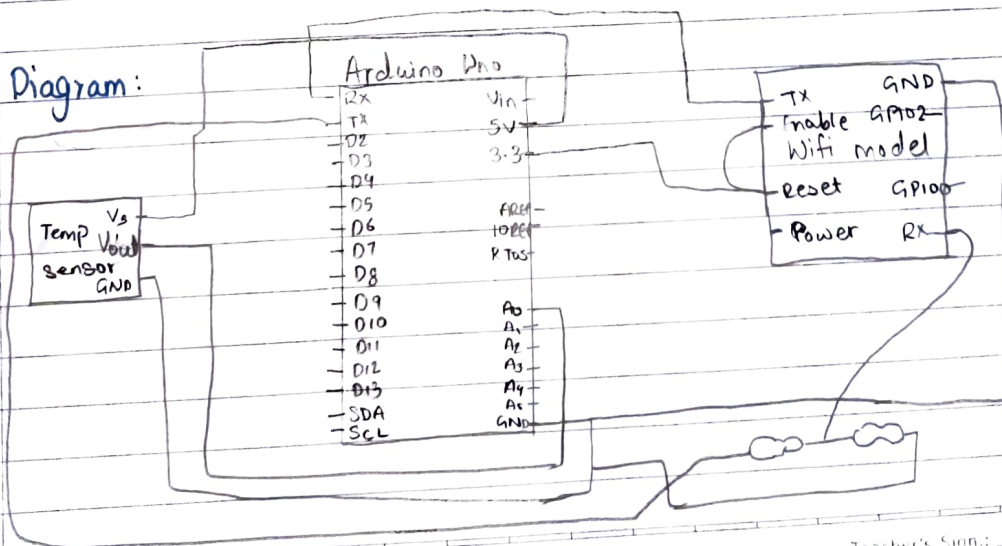 Diagram:
Arduino Uno
RX
TX
D2
D3
D4
D5
D6
D7
D8
D9
D10
D11
D12
D13
SDA
SCL
Vin
5V
3.3
AREF
IOREF
A0
A1
A2
A3
A4
GND
Temp
sensor
Vs
Vout
GND
TX
GND
Enable GPIO2
Wifi model
Reset GPIO0
Power RX